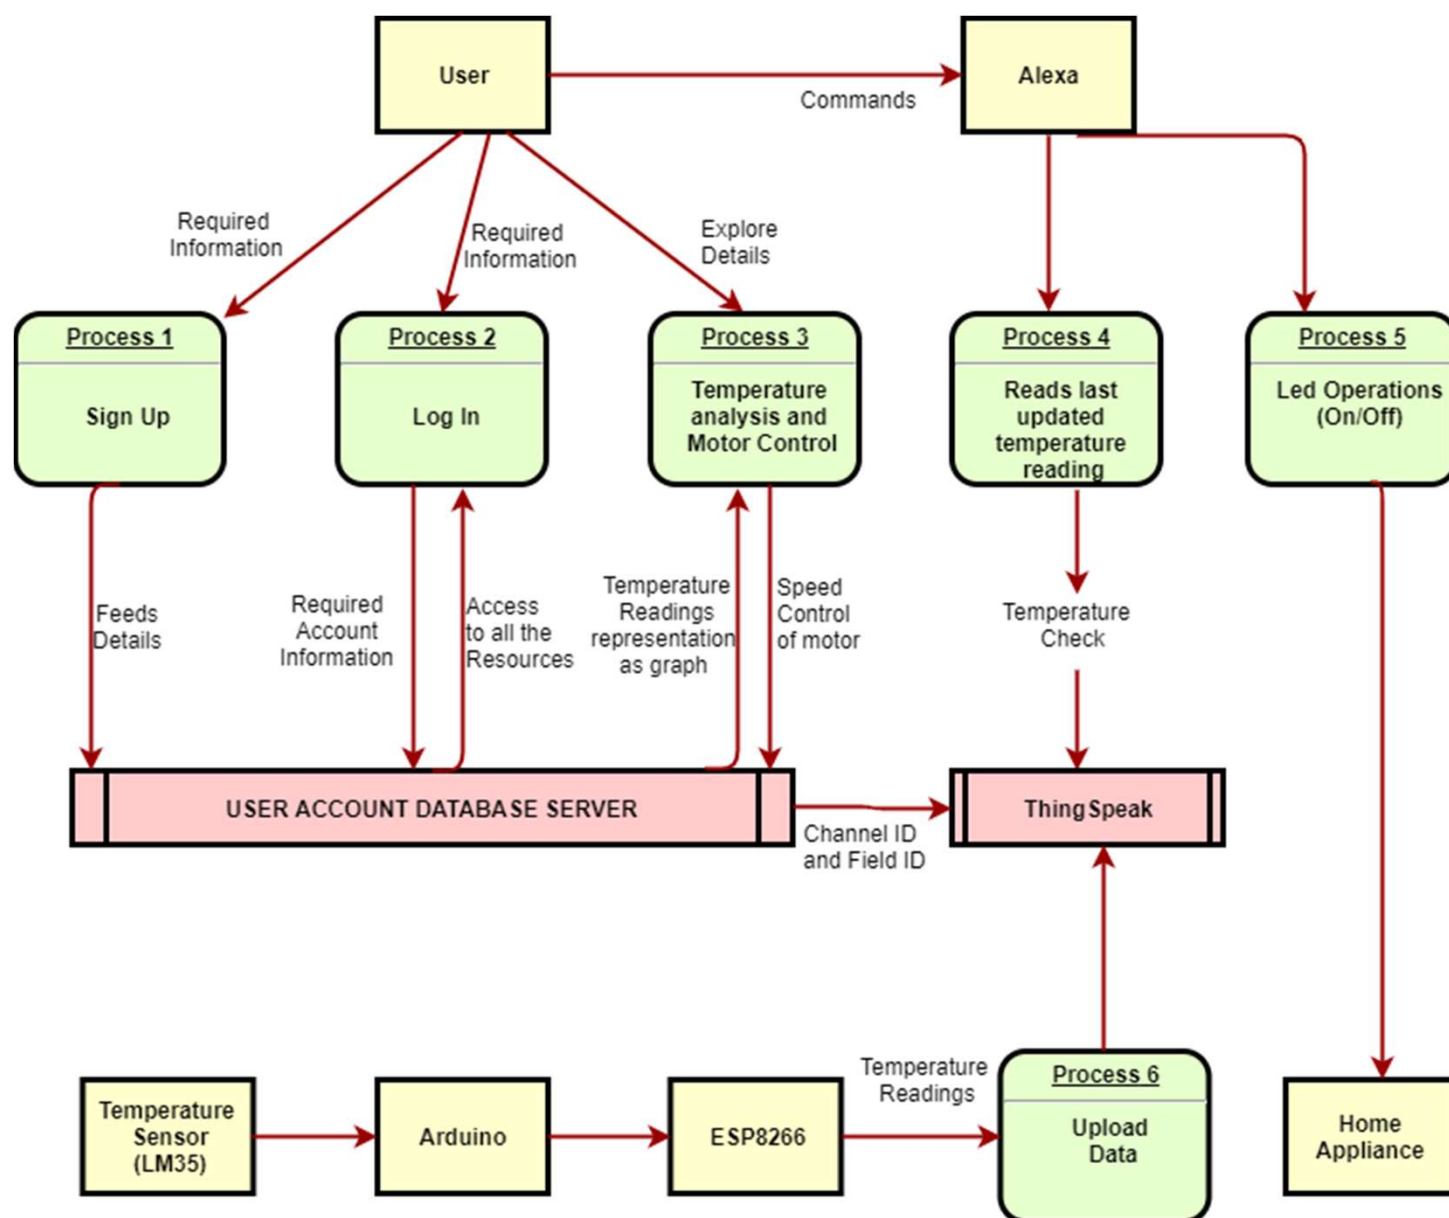 User
Alexa
Commands
Required
Information
Required
Information
Explore
Details
Process 1
Sign Up
Process 2
Log In
Process 3
Temperature
analysis and
Motor Control
Process 4
Reads last
updated
temperature
reading
Process 5
Led Operations
(On/Off)
Feeds
Details
Required
Account
Information
Access
to all the
Resources
Temperature
Readings
representation
as graph
Speed
Control
of motor
Temperature
Check
USER ACCOUNT DATABASE SERVER
Channel ID
and Field ID
ThingSpeak
Temperature
Sensor
(LM35)
Arduino
ESP8266
Temperature
Readings
Process 6
Upload
Data
Home
Appliance